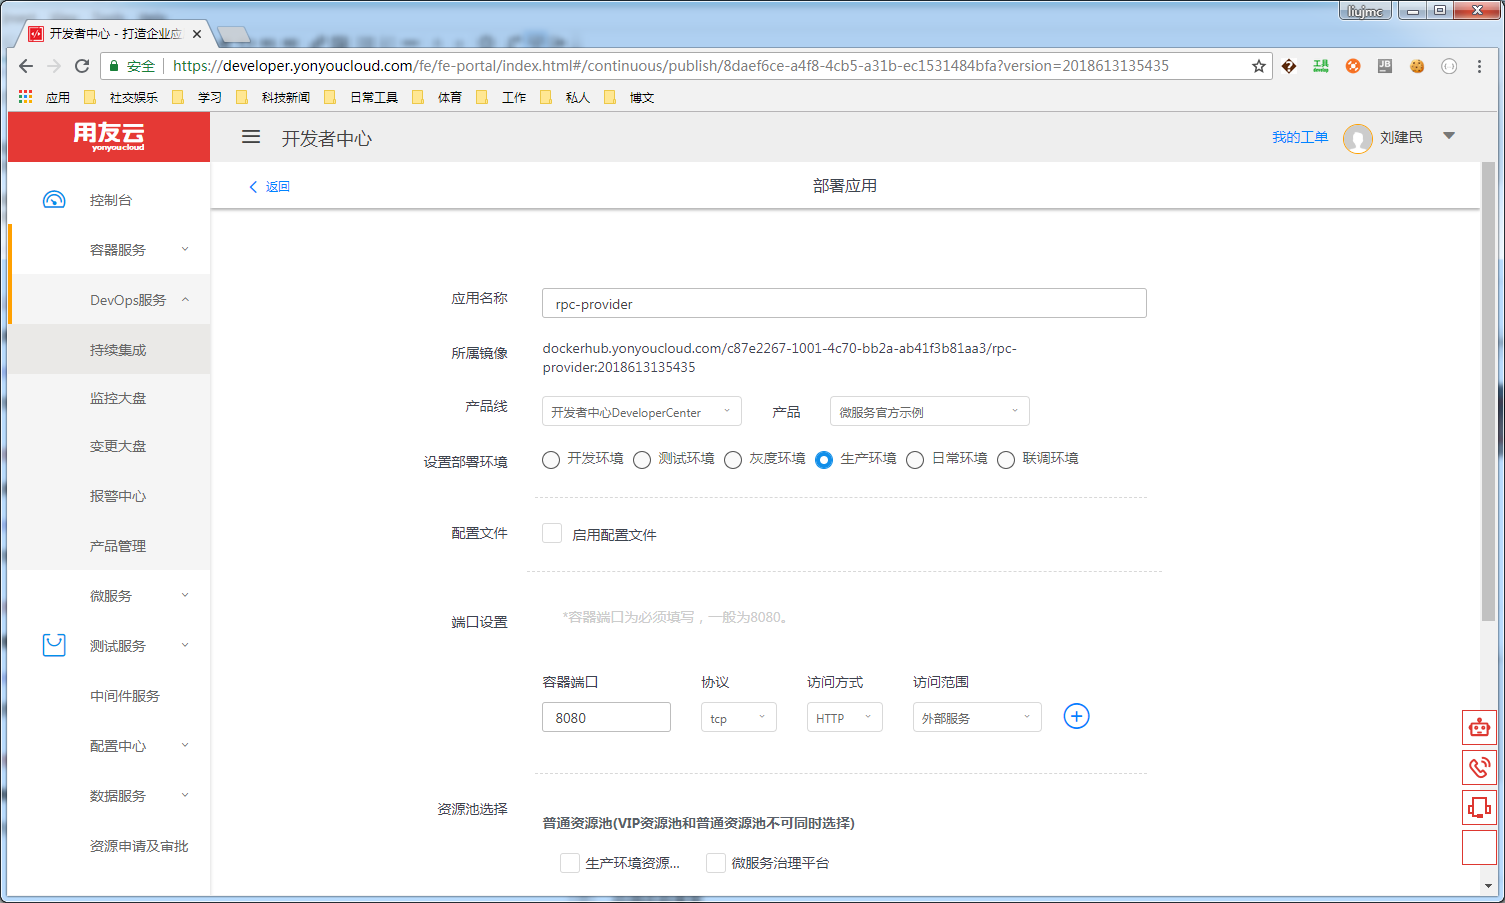 liujmc
开发者中心 - 打造企业应
安全 https://developer.yonyoucloud.com/fe/fe-portal/index.html#/continuous/publish/8daef6ce-a4f8-4cb5-a31b-ec1531484bfa?version=2018613135435
应用 社交娱乐 学习 科技新闻 日常工具 体育 工作 私人 博文
用友云
yonyoucloud
开发者中心
我的工单 刘建民
返回
部署应用
控制台
容器服务
DevOps服务
持续集成
监控大盘
变更大盘
报警中心
产品管理
微服务
测试服务
中间件服务
配置中心
数据服务
资源申请及审批
应用名称 rpc-provider
所属镜像 dockerhub.yonyoucloud.com/c87e2267-1001-4c70-bb2a-ab41f3b81aa3/rpc-
provider:2018613135435
产品线 开发者中心DeveloperCenter 产品 微服务官方示例
设置部署环境 开发环境 测试环境 灰度环境 生产环境 日常环境 联调环境
配置文件 启用配置文件
端口设置 *容器端口为必须填写，一般为8080。
容器端口 协议 访问方式 访问范围
8080 tcp HTTP 外部服务
资源池选择
普通资源池(VIP资源池和普通资源池不可同时选择)
生产环境资源... 微服务治理平台